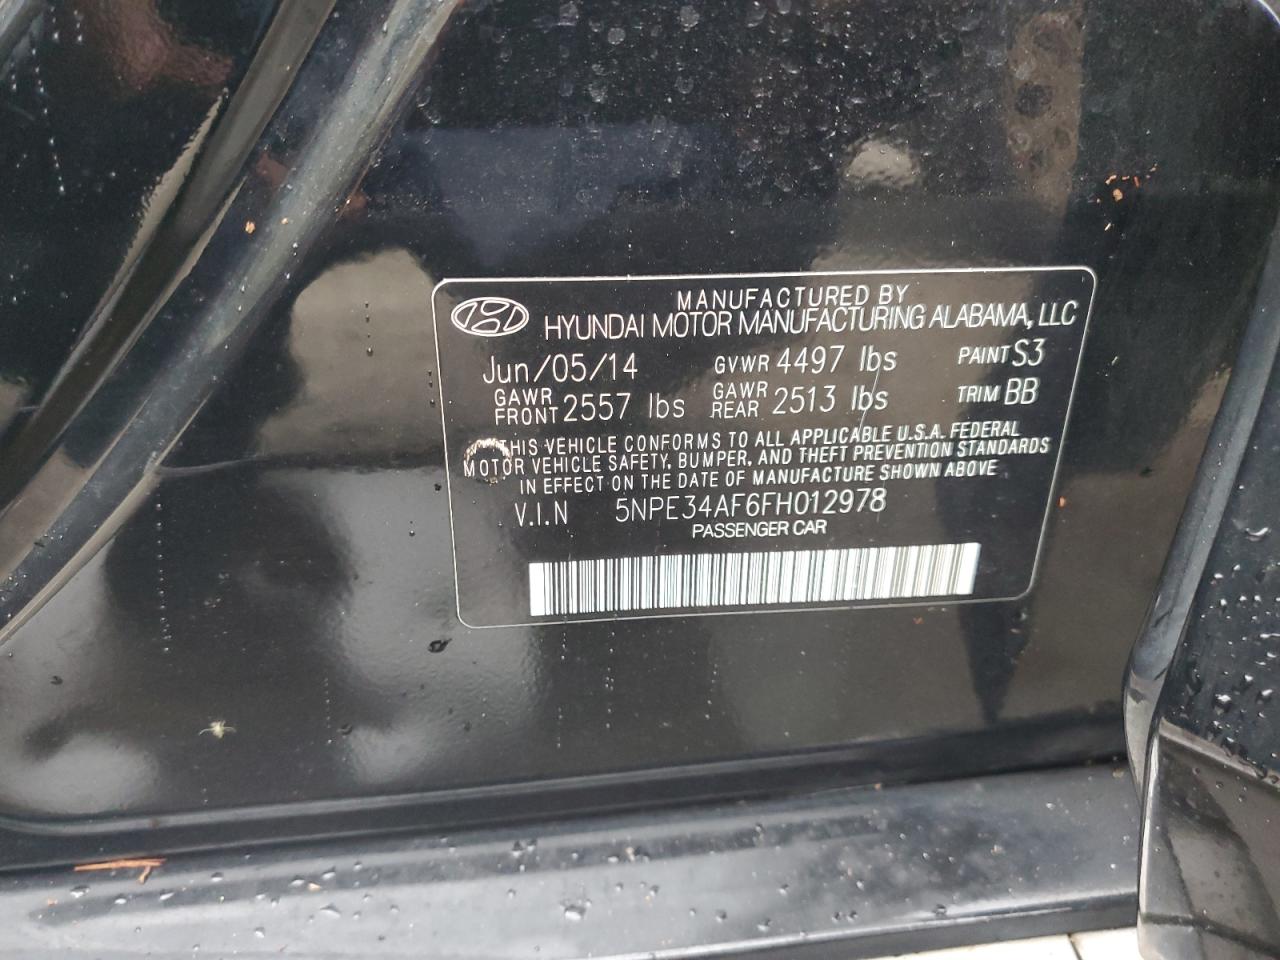 MANUFACTURED BY
HYUNDAI MOTOR MANUFACTURING ALABAMA, LLC
Jun/05/14 GVWR 4497 lbs PAINT S3
GAWR FRONT 2557 lbs GAWR REAR 2513 lbs TRIM BB
THIS VEHICLE CONFORMS TO ALL APPLICABLE U.S.A. FEDERAL
MOTOR VEHICLE SAFETY, BUMPER, AND THEFT PREVENTION STANDARDS
IN EFFECT ON THE DATE OF MANUFACTURE SHOWN ABOVE
V.I.N 5NPE34AF6FH012978
PASSENGER CAR